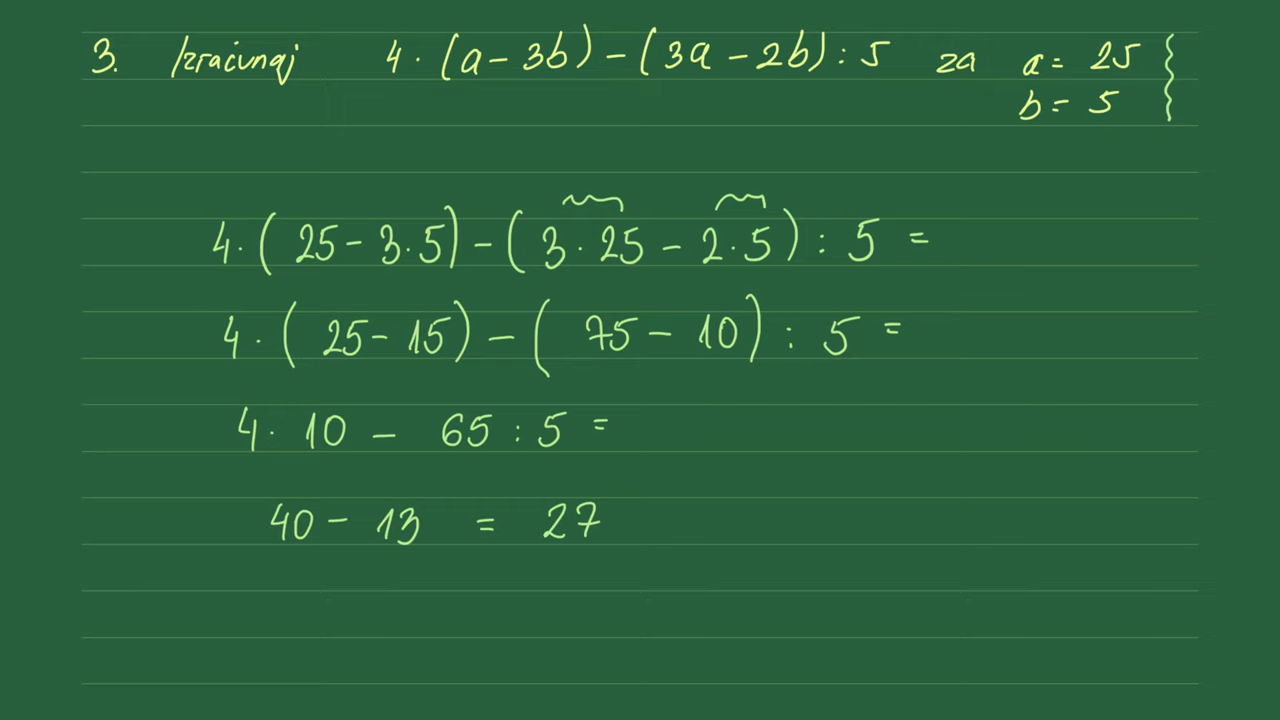 3. Izračunaj 4 · (a - 3b) - (3a - 2b) : 5 za a = 25
b = 5
4 · (25 - 3 · 5) - (3 · 25 - 2 · 5) : 5 =
4 · (25 - 15) - (75 - 10) : 5 =
4 · 10 - 65 : 5 =
40 - 13 = 27